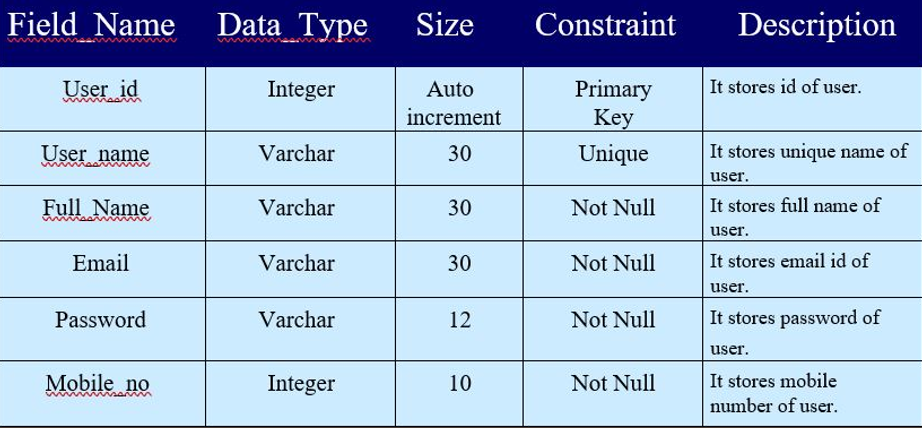 Field_Name Data_Type Size Constraint Description
User_id Integer Auto increment Primary Key It stores id of user.
User_name Varchar 30 Unique It stores unique name of user.
Full_Name Varchar 30 Not Null It stores full name of user.
Email Varchar 30 Not Null It stores email id of user.
Password Varchar 12 Not Null It stores password of user.
Mobile_no Integer 10 Not Null It stores mobile number of user.